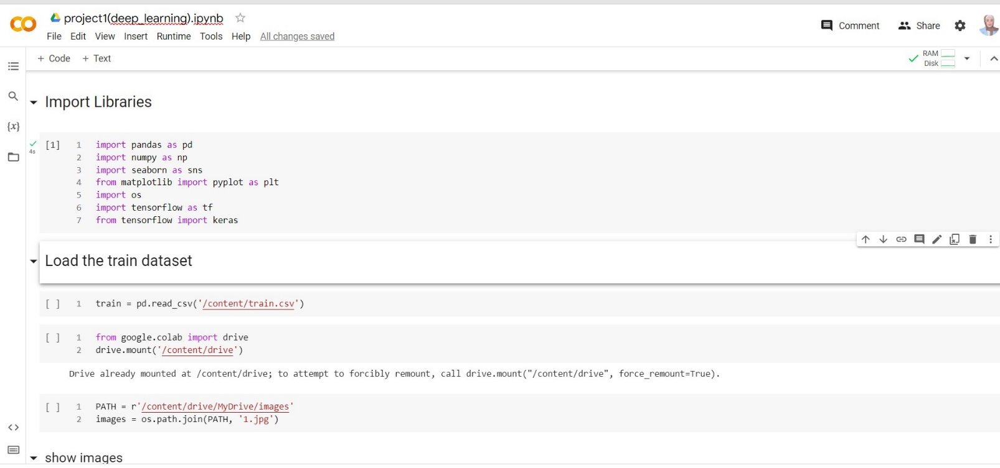 project1(deep_learning).ipynb
File Edit View Insert Runtime Tools Help All changes saved
Comment Share
+ Code + Text
RAM
Disk
Import Libraries
4s
[1]
1 import pandas as pd
2 import numpy as np
3 import seaborn as sns
4 from matplotlib import pyplot as plt
5 import os
6 import tensorflow as tf
7 from tensorflow import keras
Load the train dataset
[ ] 1 train = pd.read_csv('/content/train.csv')
[ ] 1 from google.colab import drive
2 drive.mount('/content/drive')
Drive already mounted at /content/drive; to attempt to forcibly remount, call drive.mount("/content/drive", force_remount=True).
[ ] 1 PATH = r'/content/drive/MyDrive/images'
2 images = os.path.join(PATH, '1.jpg')
show images